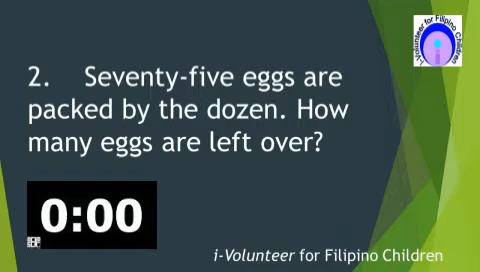 i-Volunteer for Filipino Children
2. Seventy-five eggs are
packed by the dozen. How
many eggs are left over?
0:00
i-Volunteer for Filipino Children